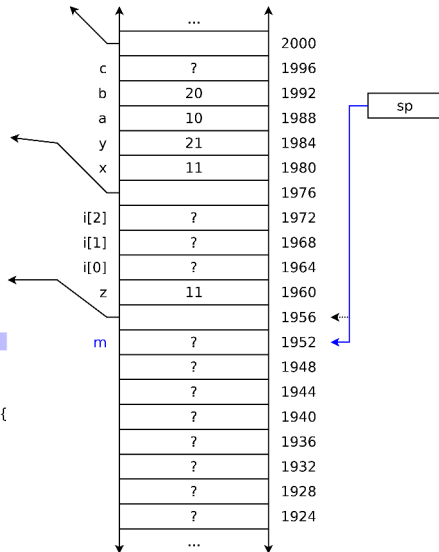 ...
2000
c ? 1996
b 20 1992
sp
a 10 1988
y 21 1984
x 11 1980
1976
i[2] ? 1972
i[1] ? 1968
i[0] ? 1964
z 11 1960
1956
m ? 1952
? 1948
? 1944
{ ? 1940
? 1936
? 1932
? 1928
? 1924
...